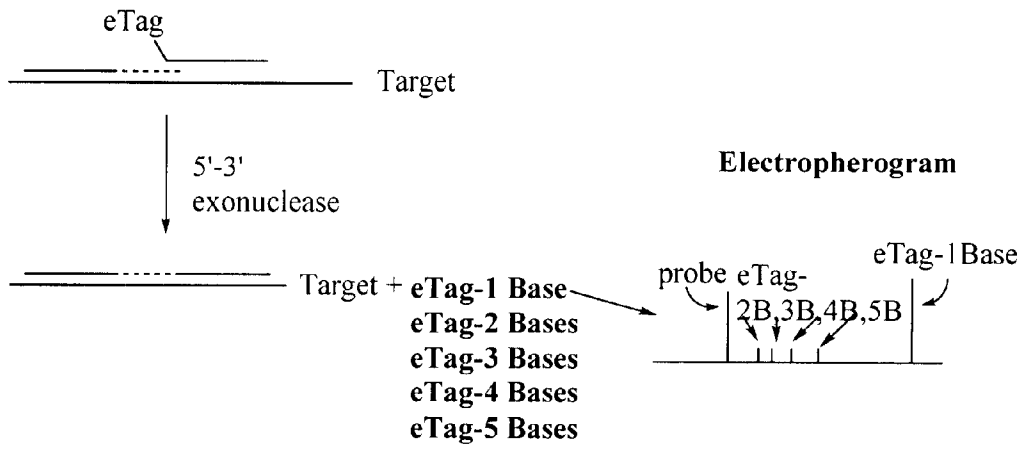 eTag
Target
5'-3'
exonuclease
Electropherogram
Target + eTag-1 Base
eTag-2 Bases
eTag-3 Bases
eTag-4 Bases
eTag-5 Bases
probe eTag-
2B,3B,4B,5B
eTag-1Base